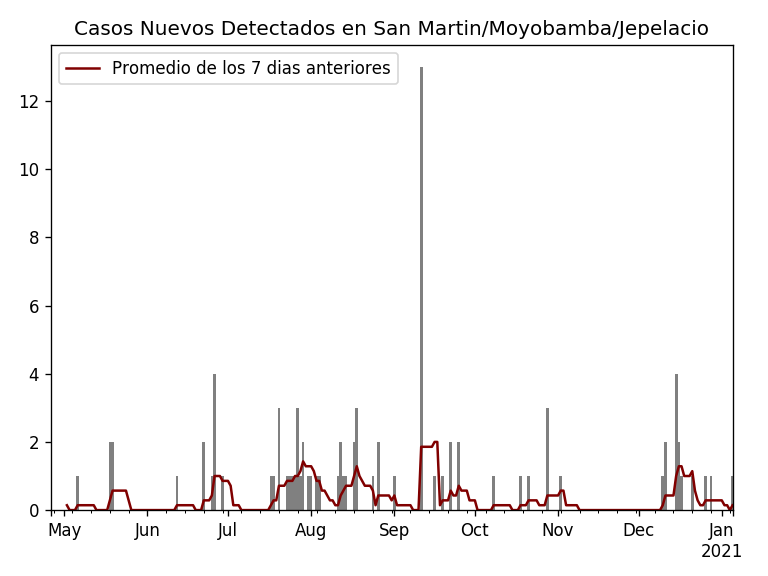 Casos Nuevos Detectados en San Martin/Moyobamba/Jepelacio
Promedio de los 7 dias anteriores
12
10
8
6
4
2
0
May Jun Jul Aug Sep Oct Nov Dec Jan
2021